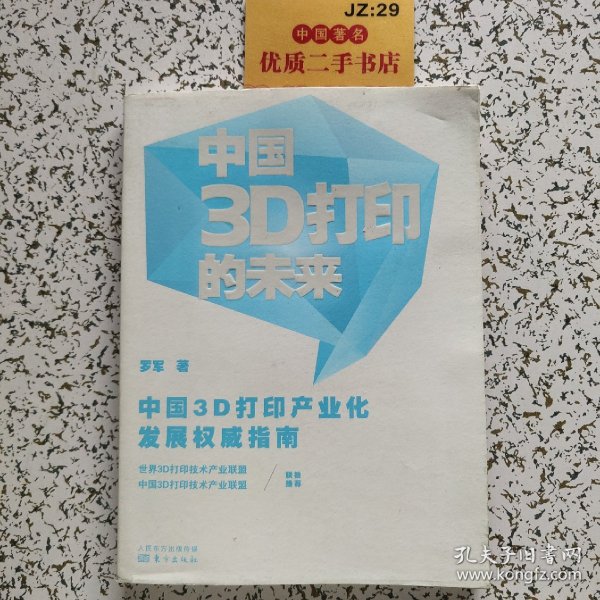 JZ:29
中国著名
优质二手书店
中国
3D打印
的未来
罗军 著
中国3D打印产业化
发展权威指南
世界3D打印技术产业联盟
中国3D打印技术产业联盟
联袂
推荐
人民东方出版传媒
东方出版社
孔夫子旧书网
www.kongfz.com